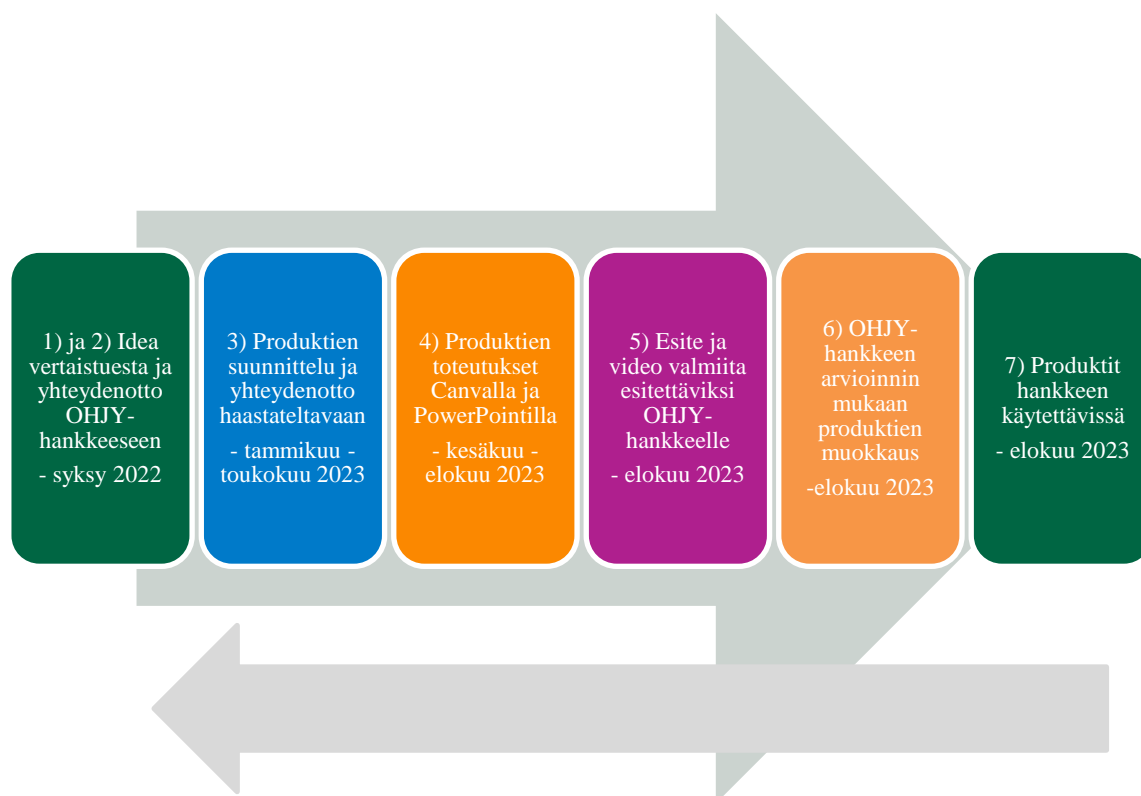 1) ja 2) Idea
vertaistuesta ja
yhteydenotto
OHJY-
hankkeeseen
- syksy 2022
3) Produktien
suunnittelu ja
yhteydenotto
haastateltavaan
- tammikuu -
toukokuu 2023
4) Produktien
toteutukset
Canvalla ja
PowerPointilla
- kesäkuu -
elokuu 2023
5) Esite ja
video valmiita
esitettäviksi
OHJY-
hankkeelle
- elokuu 2023
6) OHJY-
hankkeen
arvioinnin
mukaan
produktien
muokkaus
-elokuu 2023
7) Produktit
hankkeen
käytettävissä
- elokuu 2023